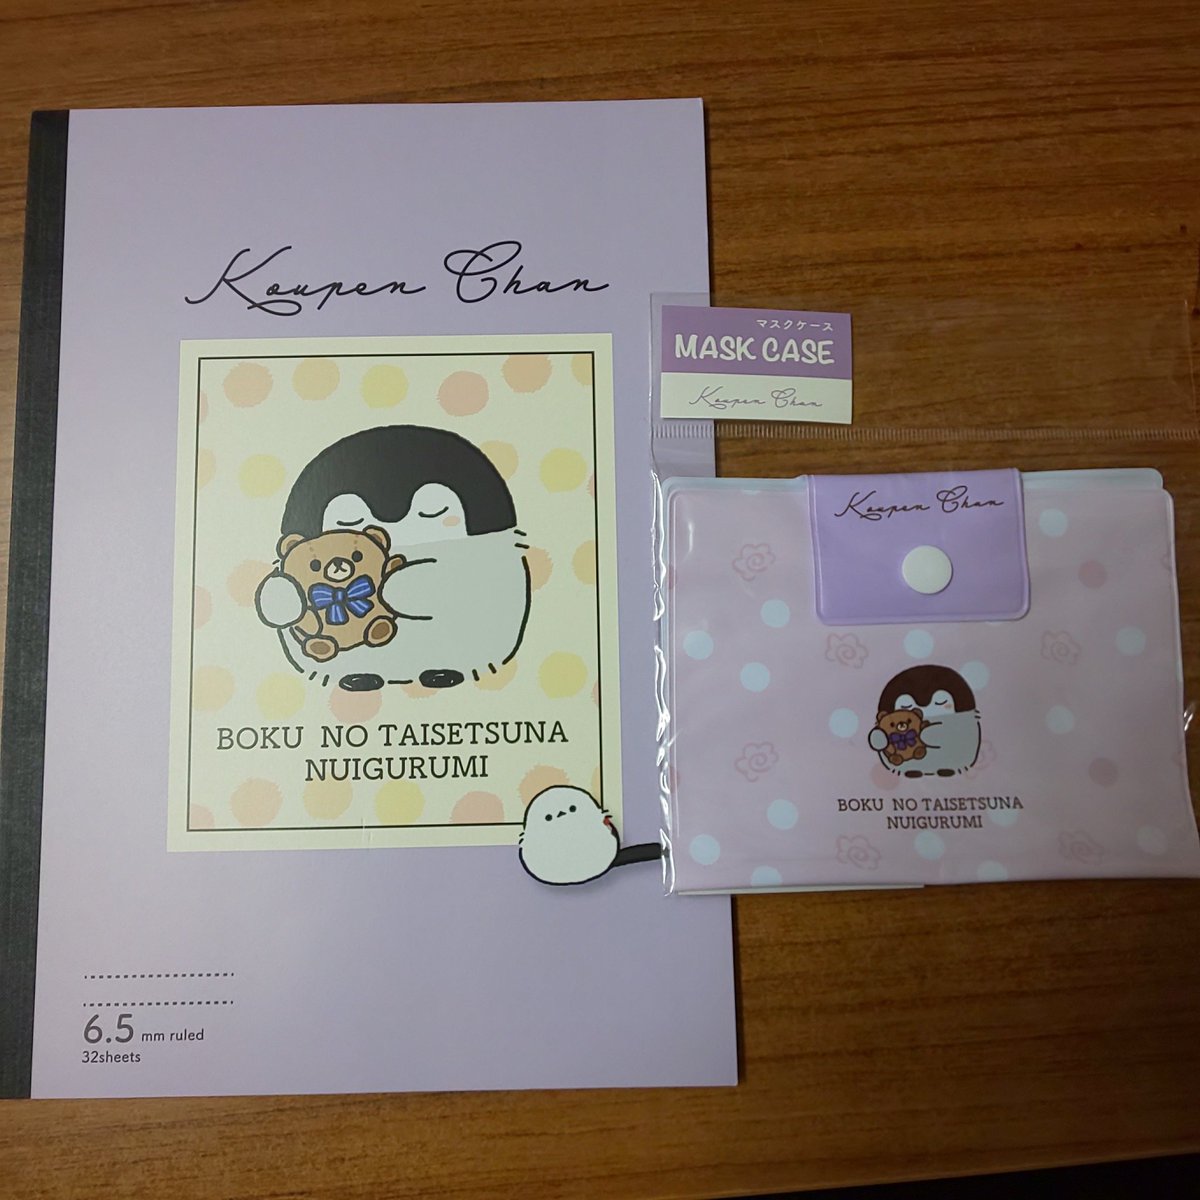 Koupen Chan
BOKU NO TAISETSUNA
NUIGURUMI
6.5 mm ruled
32sheets
マスクケース
MASK CASE
Koupen Chan
Koupen Chan
BOKU NO TAISETSUNA
NUIGURUMI